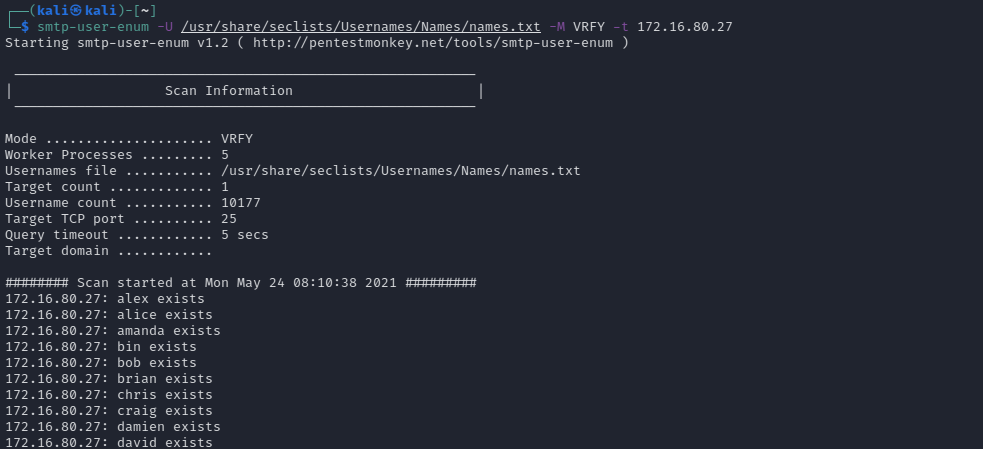 ┌──(kali㉿kali)-[~]
└─$ smtp-user-enum -U /usr/share/seclists/Usernames/Names/names.txt -M VRFY -t 172.16.80.27
Starting smtp-user-enum v1.2 ( http://pentestmonkey.net/tools/smtp-user-enum )
 ----------------------------------------------------------
|                   Scan Information                       |
 ----------------------------------------------------------
Mode ..................... VRFY
Worker Processes ......... 5
Usernames file ........... /usr/share/seclists/Usernames/Names/names.txt
Target count ............. 1
Username count ........... 10177
Target TCP port .......... 25
Query timeout ............ 5 secs
Target domain ............
######## Scan started at Mon May 24 08:10:38 2021 #########
172.16.80.27: alex exists
172.16.80.27: alice exists
172.16.80.27: amanda exists
172.16.80.27: bin exists
172.16.80.27: bob exists
172.16.80.27: brian exists
172.16.80.27: chris exists
172.16.80.27: craig exists
172.16.80.27: damien exists
172.16.80.27: david exists